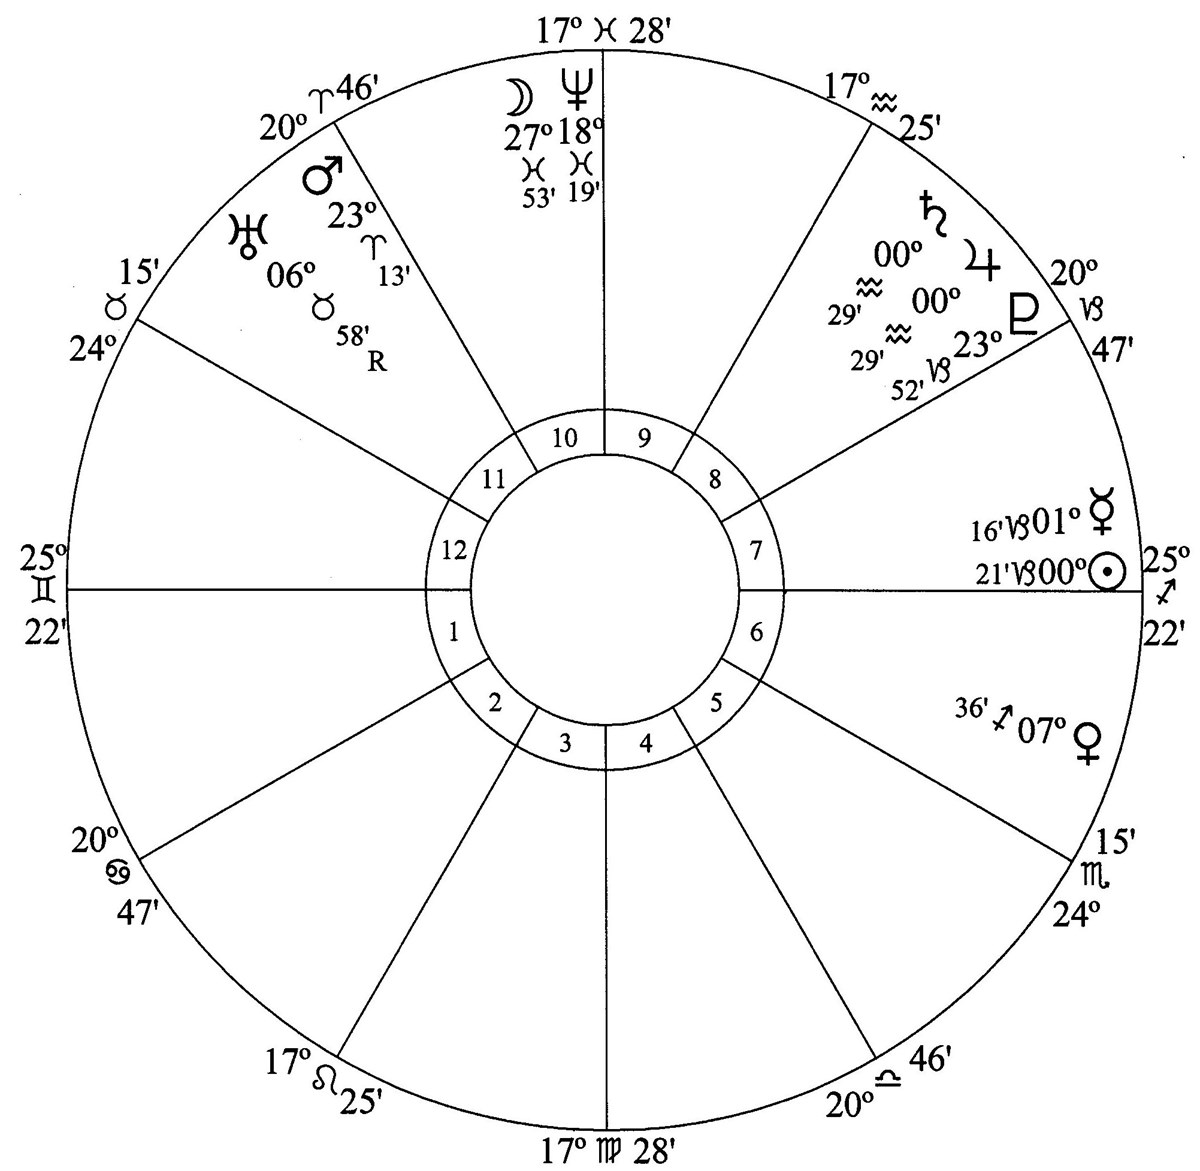 17° ♓ 28'
17° ♒ 25'
20° ♑ 47'
25° ♐ 22'
15' ♏ 24°
46' ♎ 20°
17° ♍ 28'
17° ♌ 25'
20° ♋ 47'
25° ♊ 22'
15' ♉ 24°
20° ♈ 46'
☽ 27° ♓ 53'
♆ 18° ♓ 19'
♂ 23° ♈ 13'
♅ 06° ♉ 58' R
♄ 00° ♒ 29'
♃ 00° ♒ 29'
♇ 23° ♑ 52'
16' ♑ 01° ☿
21' ♑ 00° ☉
36' ♐ 07° ♀
10 9
11 8
12 7
1 6
2 5
3 4